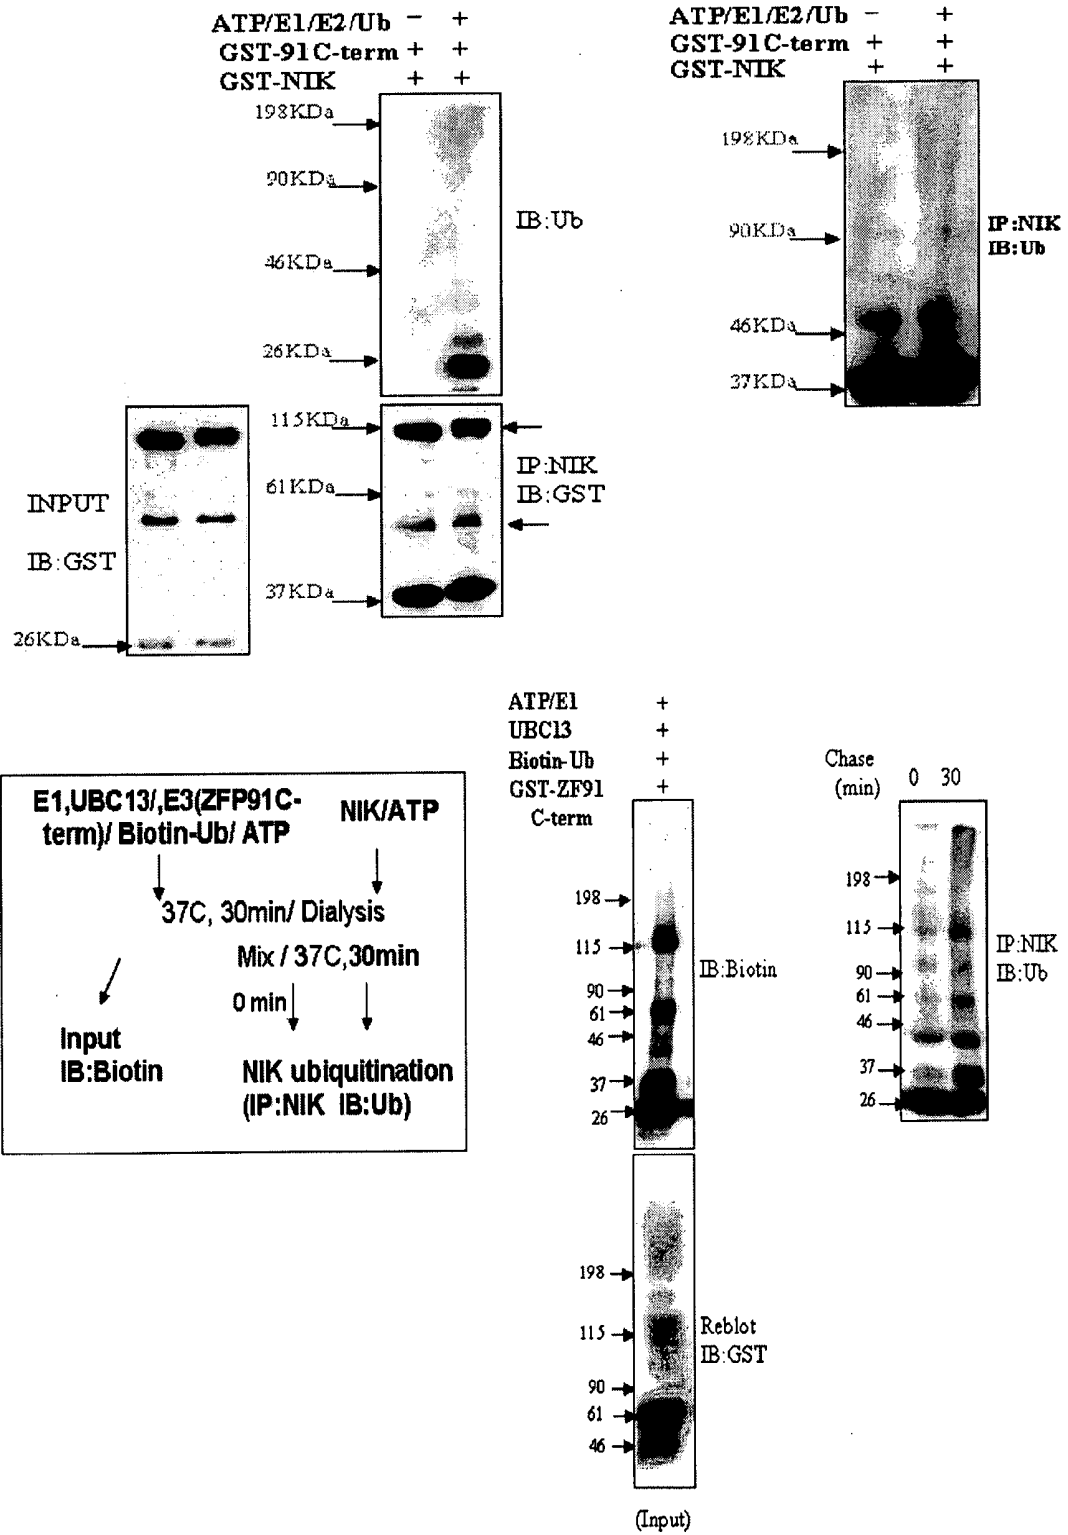 ATP/E1/E2/Ub − +
GST-91C-term + +
GST-NIK + +
198KDa
90KDa
46KDa
26KDa
IB:Ub
115KDa
61KDa
37KDa
IP:NIK
IB:GST
INPUT
IB:GST
26KDa
ATP/E1/E2/Ub − +
GST-91C-term + +
GST-NIK + +
198KDa
90KDa
46KDa
37KDa
IP:NIK
IB:Ub
E1,UBC13/,E3(ZFP91C-
term)/ Biotin-Ub/ ATP
NIK/ATP
37C, 30min/ Dialysis
Mix / 37C,30min
0 min
Input
IB:Biotin
NIK ubiquitination
(IP:NIK IB:Ub)
ATP/E1 +
UBC13 +
Biotin-Ub +
GST-ZF91 +
C-term
198
115
90
61
46
37
26
IB:Biotin
198
115
90
61
46
Reblot
IB:GST
(Input)
Chase
(min) 0 30
198
115
90
61
46
37
26
IP:NIK
IB:Ub